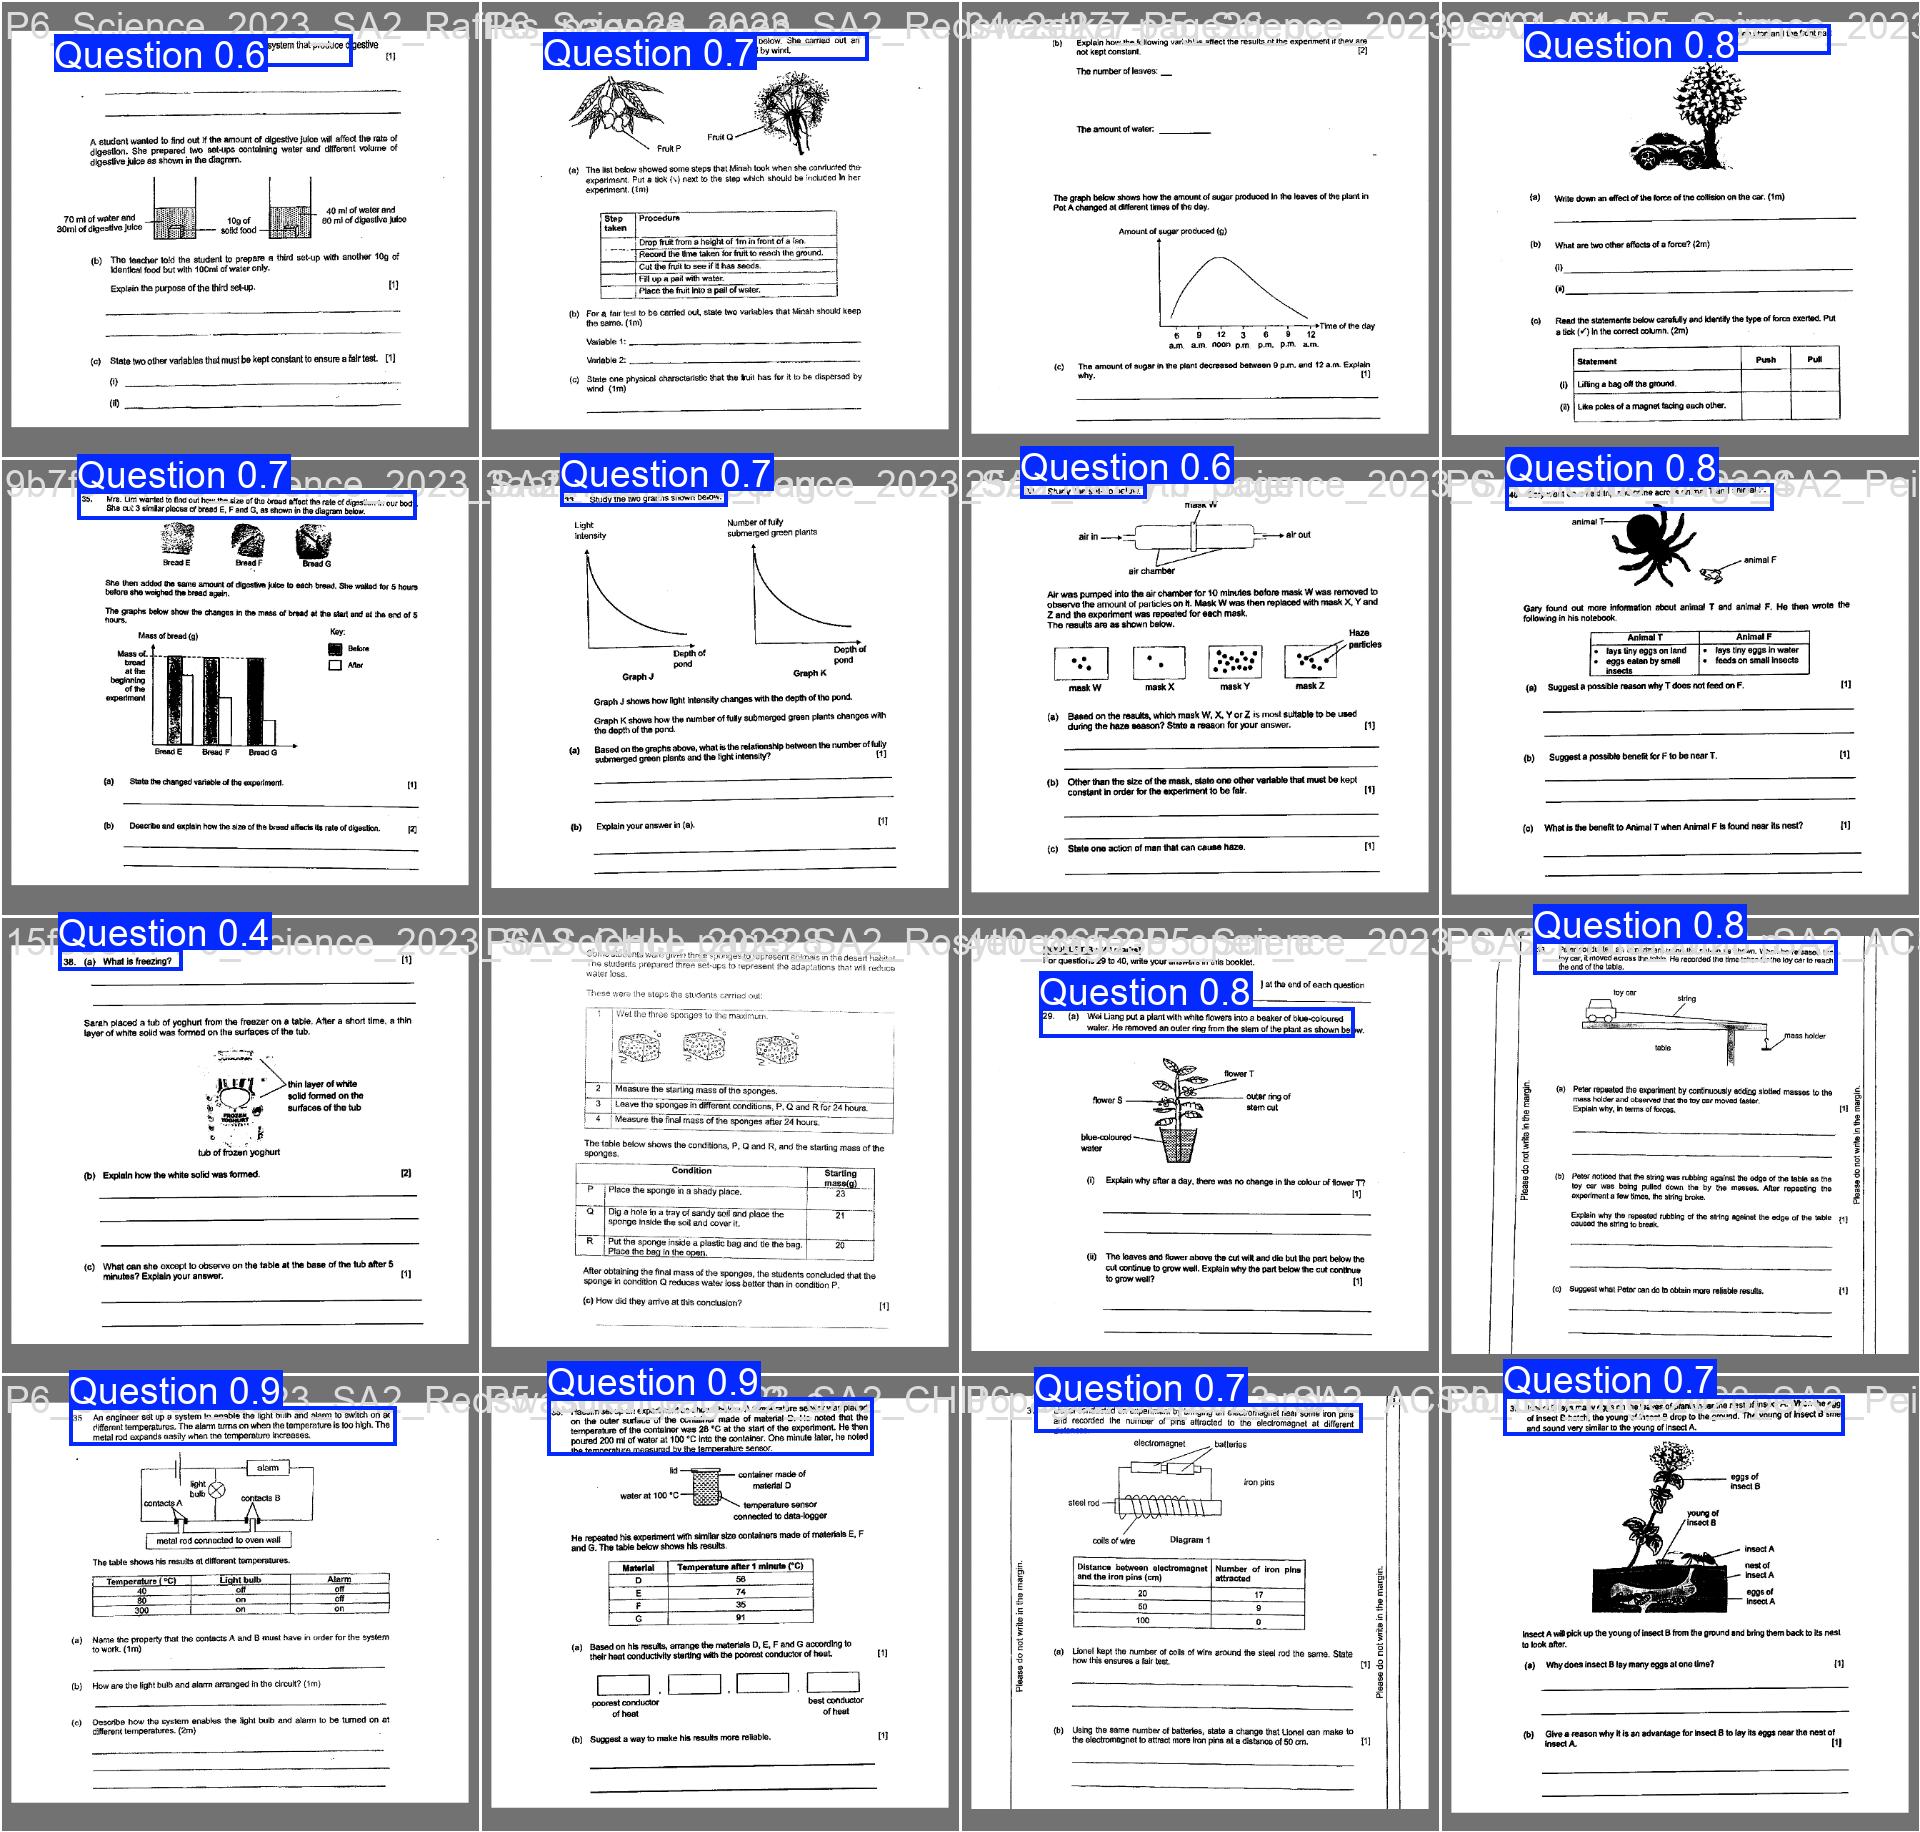 Question 0.6
system that produce digestive
[1]
A student wanted to find out if the amount of digestive juice will affect the rate of
digestion. She prepared two set-ups containing water and different volume of
digestive juice as shown in the diagram.
70 ml of water and
30ml of digestive juice
10g of
solid food
40 ml of water and
60 ml of digestive juice
(b) The teacher told the student to prepare a third set-up with another 10g of
identical food but with 100ml of water only.
Explain the purpose of the third set-up. [1]
(c) State two other variables that must be kept constant to ensure a fair test. [1]
(i)
(ii)
Question 0.7
below. She carried out an
by wind.
Fruit P
Fruit Q
(a) The list below showed some steps that Minah took when she conducted the
experiment. Put a tick (√) next to the step which should be included in her
experiment. (1m)
Step taken Procedure
Drop fruit from a height of 1m in front of a fan.
Record the time taken for fruit to reach the ground.
Cut the fruit to see if it has seeds.
Fill up a pail with water.
Place the fruit into a pail of water.
(b) For a fair test to be carried out, state two variables that Minah should keep
the same. (1m)
Variable 1:
Variable 2:
(c) State one physical characteristic that the fruit has for it to be dispersed by
wind (1m)
(b) Explain how the following variables affect the results of the experiment if they are
not kept constant. [2]
The number of leaves:
The amount of water:
The graph below shows how the amount of sugar produced in the leaves of the plant in
Pot A changed at different times of the day.
Amount of sugar produced (g)
Time of the day
6 9 12 3 6 9 12
a.m. a.m. noon p.m. p.m. p.m. a.m.
(c) The amount of sugar in the plant decreased between 9 p.m. and 12 a.m. Explain
why. [1]
Question 0.8
(a) Write down an effect of the force of the collision on the car. (1m)
(b) What are two other effects of a force? (2m)
(i)
(ii)
(c) Read the statements below carefully and identify the type of force exerted. Put
a tick (✓) in the correct column. (2m)
Statement Push Pull
(i) Lifting a bag off the ground.
(ii) Like poles of a magnet facing each other.
Question 0.7
35. Mrs. Lim wanted to find out how the size of the bread affect the rate of digestion in our body.
She cut 3 similar pieces of bread E, F and G, as shown in the diagram below.
Bread E Bread F Bread G
She then added the same amount of digestive juice to each bread. She waited for 5 hours
before she weighed the bread again.
The graphs below show the changes in the mass of bread at the start and at the end of 5
hours.
Mass of bread (g)
Key:
Before
After
Mass of
bread
at the
beginning
of the
experiment
Bread E Bread F Bread G
(a) State the changed variable of the experiment. [1]
(b) Describe and explain how the size of the bread affects its rate of digestion. [2]
Question 0.7
33. Study the two graphs shown below.
Light
intensity
Number of fully
submerged green plants
Depth of
pond
Depth of
pond
Graph J
Graph K
Graph J shows how light intensity changes with the depth of the pond.
Graph K shows how the number of fully submerged green plants changes with
the depth of the pond.
(a) Based on the graphs above, what is the relationship between the number of fully
submerged green plants and the light intensity? [1]
(b) Explain your answer in (a). [1]
Question 0.6
mask W
air in
air out
air chamber
Air was pumped into the air chamber for 10 minutes before mask W was removed to
observe the amount of particles on it. Mask W was then replaced with mask X, Y and
Z and the experiment was repeated for each mask.
The results are as shown below.
Haze
particles
mask W mask X mask Y mask Z
(a) Based on the results, which mask W, X, Y or Z is most suitable to be used
during the haze season? State a reason for your answer. [1]
(b) Other than the size of the mask, state one other variable that must be kept
constant in order for the experiment to be fair. [1]
(c) State one action of man that can cause haze. [1]
Question 0.8
animal T
animal F
Gary found out more information about animal T and animal F. He then wrote the
following in his notebook.
Animal T Animal F
• lays tiny eggs on land
• eggs eaten by small insects
• lays tiny eggs in water
• feeds on small insects
(a) Suggest a possible reason why T does not feed on F. [1]
(b) Suggest a possible benefit for F to be near T. [1]
(c) What is the benefit to Animal T when Animal F is found near its nest? [1]
Question 0.4
38. (a) What is freezing? [1]
Sarah placed a tub of yoghurt from the freezer on a table. After a short time, a thin
layer of white solid was formed on the surfaces of the tub.
thin layer of white
solid formed on the
surfaces of the tub
FROZEN
YOGHURT
tub of frozen yoghurt
(b) Explain how the white solid was formed. [2]
(c) What can she except to observe on the table at the base of the tub after 5
minutes? Explain your answer. [1]
Some students were given three sponges to represent animals in the desert habitat.
The students prepared three set-ups to represent the adaptations that will reduce
water loss.
These were the steps the students carried out:
1 Wet the three sponges to the maximum.
2 Measure the starting mass of the sponges.
3 Leave the sponges in different conditions, P, Q and R for 24 hours.
4 Measure the final mass of the sponges after 24 hours.
The table below shows the conditions, P, Q and R, and the starting mass of the
sponges.
Condition Starting mass(g)
P Place the sponge in a shady place. 23
Q Dig a hole in a tray of sandy soil and place the sponge inside the soil and cover it. 21
R Put the sponge inside a plastic bag and tie the bag. Place the bag in the open. 20
After obtaining the final mass of the sponges, the students concluded that the
sponge in condition Q reduces water loss better than in condition P.
(c) How did they arrive at this conclusion? [1]
For questions 29 to 40, write your answers in this booklet.
] at the end of each question
Question 0.8
29. (a) Wei Liang put a plant with white flowers into a beaker of blue-coloured
water. He removed an outer ring from the stem of the plant as shown below.
flower T
flower S
outer ring of
stem cut
blue-coloured
water
(i) Explain why after a day, there was no change in the colour of flower T?
[1]
(ii) The leaves and flower above the cut wilt and die but the part below the
cut continue to grow well. Explain why the part below the cut continue
to grow well? [1]
Question 0.8
toy car, it moved across the table. He recorded the time taken for the toy car to reach
the end of the table.
toy car
string
mass holder
table
(a) Peter repeated the experiment by continuously adding slotted masses to the
mass holder and observed that the toy car moved faster.
Explain why, in terms of forces. [1]
(b) Peter noticed that the string was rubbing against the edge of the table as the
toy car was being pulled down the by the masses. After repeating the
experiment a few times, the string broke.
Explain why the repeated rubbing of the string against the edge of the table
caused the string to break. [1]
(c) Suggest what Peter can do to obtain more reliable results. [1]
Please do not write in the margin.
Please do not write in the margin.
Question 0.9
35 An engineer set up a system to enable the light bulb and alarm to switch on at
different temperatures. The alarm turns on when the temperature is too high. The
metal rod expands easily when the temperature increases.
alarm
light
bulb
contacts A
contacts B
metal rod connected to oven wall
The table shows his results at different temperatures.
Temperature (°C) Light bulb Alarm
40 off off
80 on off
300 on on
(a) Name the property that the contacts A and B must have in order for the system
to work. (1m)
(b) How are the light bulb and alarm arranged in the circuit? (1m)
(c) Describe how the system enables the light bulb and alarm to be turned on at
different temperatures. (2m)
Question 0.9
on the outer surface of the container made of material D. He noted that the
temperature of the container was 28 °C at the start of the experiment. He then
poured 200 ml of water at 100 °C into the container. One minute later, he noted
the temperature measured by the temperature sensor.
lid
container made of
material D
water at 100 °C
temperature sensor
connected to data-logger
He repeated his experiment with similar size containers made of materials E, F
and G. The table below shows his results.
Material Temperature after 1 minute (°C)
D 56
E 74
F 35
G 91
(a) Based on his results, arrange the materials D, E, F and G according to
their heat conductivity starting with the poorest conductor of heat. [1]
poorest conductor
of heat
best conductor
of heat
(b) Suggest a way to make his results more reliable. [1]
Question 0.7
and recorded the number of pins attracted to the electromagnet at different
electromagnet
batteries
iron pins
steel rod
coils of wire
Diagram 1
Distance between electromagnet and the iron pins (cm) Number of iron pins attracted
20 17
50 9
100 0
(a) Lionel kept the number of coils of wire around the steel rod the same. State
how this ensures a fair test. [1]
(b) Using the same number of batteries, state a change that Lionel can make to
the electromagnet to attract more iron pins at a distance of 50 cm. [1]
Please do not write in the margin.
Please do not write in the margin.
Question 0.7
of insect B hatch, the young of insect B drop to the ground. The young of insect B smell
and sound very similar to the young of insect A.
eggs of
insect B
young of
insect B
insect A
nest of
insect A
eggs of
insect A
Insect A will pick up the young of insect B from the ground and bring them back to its nest
to look after.
(a) Why does insect B lay many eggs at one time? [1]
(b) Give a reason why it is an advantage for insect B to lay its eggs near the nest of
insect A. [1]